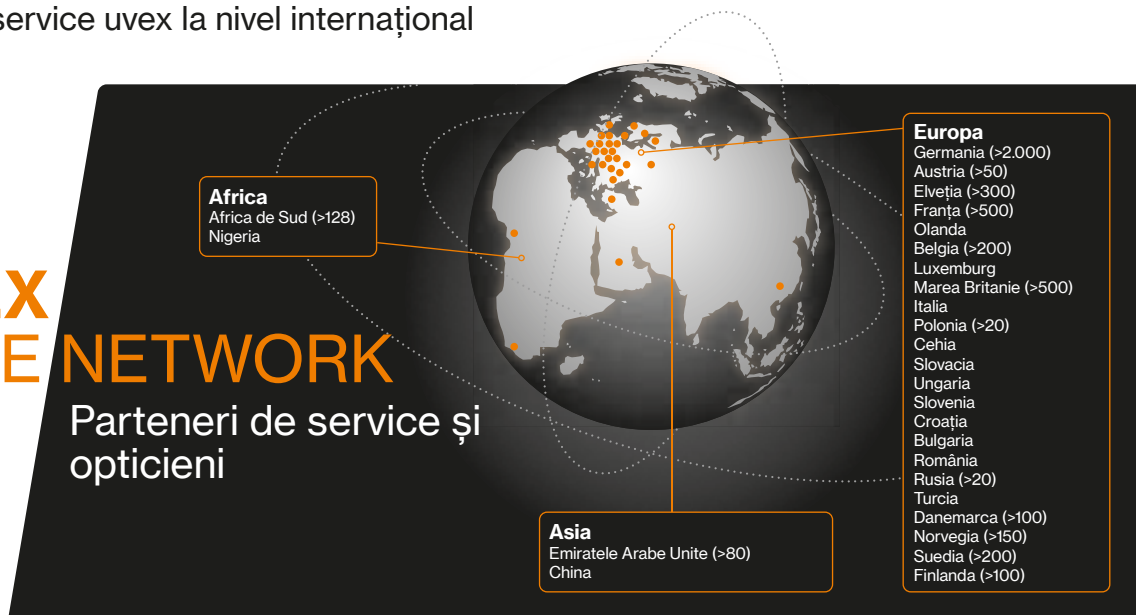 service uvex la nivel internațional
Africa
Africa de Sud (>128)
Nigeria
X
E NETWORK
Parteneri de service și
opticieni
Asia
Emiratele Arabe Unite (>80)
China
Europa
Germania (>2.000)
Austria (>50)
Elveția (>300)
Franța (>500)
Olanda
Belgia (>200)
Luxemburg
Marea Britanie (>500)
Italia
Polonia (>20)
Cehia
Slovacia
Ungaria
Slovenia
Croația
Bulgaria
România
Rusia (>20)
Turcia
Danemarca (>100)
Norvegia (>150)
Suedia (>200)
Finlanda (>100)